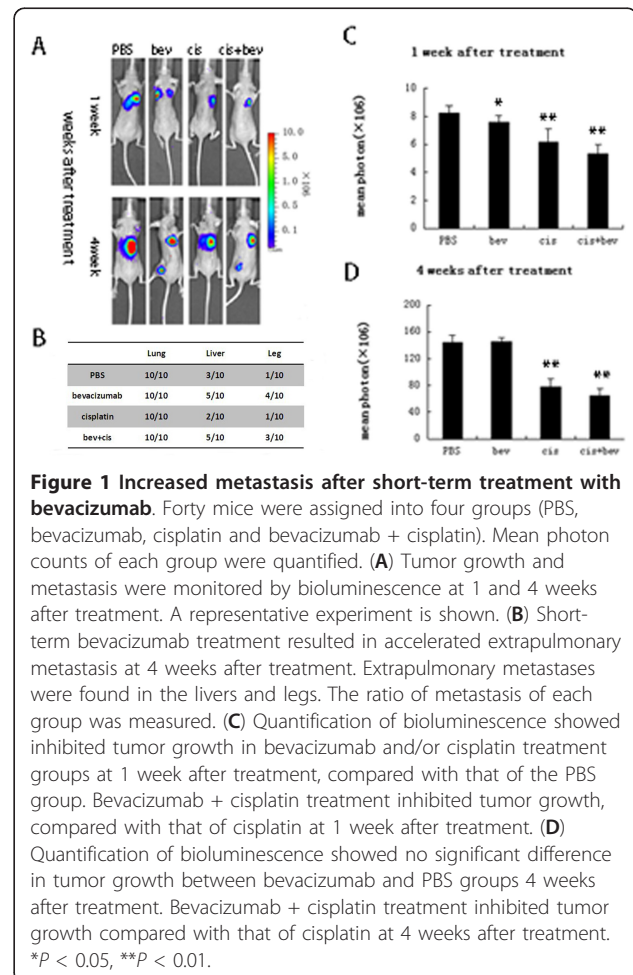 A
PBS bev cis cis+bev
1 week
4week
weeks after treatment
10.0
5.0
1.0
0.5
0.1
×106
B
Lung Liver Leg
PBS 10/10 3/10 1/10
bevacizumab 10/10 5/10 4/10
cisplatin 10/10 2/10 1/10
bev+cis 10/10 5/10 3/10
C
1 week after treatment
mean photon(×106)
10
8
6
4
2
0
* ** **
PBS bev cis cis+bev
D
4 weeks after treatment
mean photon(×106)
200
160
120
80
40
0
** **
PBS bev cis cis+bev
Figure 1 Increased metastasis after short-term treatment with
bevacizumab. Forty mice were assigned into four groups (PBS,
bevacizumab, cisplatin and bevacizumab + cisplatin). Mean photon
counts of each group were quantified. (A) Tumor growth and
metastasis were monitored by bioluminescence at 1 and 4 weeks
after treatment. A representative experiment is shown. (B) Short-
term bevacizumab treatment resulted in accelerated extrapulmonary
metastasis at 4 weeks after treatment. Extrapulmonary metastases
were found in the livers and legs. The ratio of metastasis of each
group was measured. (C) Quantification of bioluminescence showed
inhibited tumor growth in bevacizumab and/or cisplatin treatment
groups at 1 week after treatment, compared with that of the PBS
group. Bevacizumab + cisplatin treatment inhibited tumor growth,
compared with that of cisplatin at 1 week after treatment. (D)
Quantification of bioluminescence showed no significant difference
in tumor growth between bevacizumab and PBS groups 4 weeks
after treatment. Bevacizumab + cisplatin treatment inhibited tumor
growth compared with that of cisplatin at 4 weeks after treatment.
*P < 0.05, **P < 0.01.